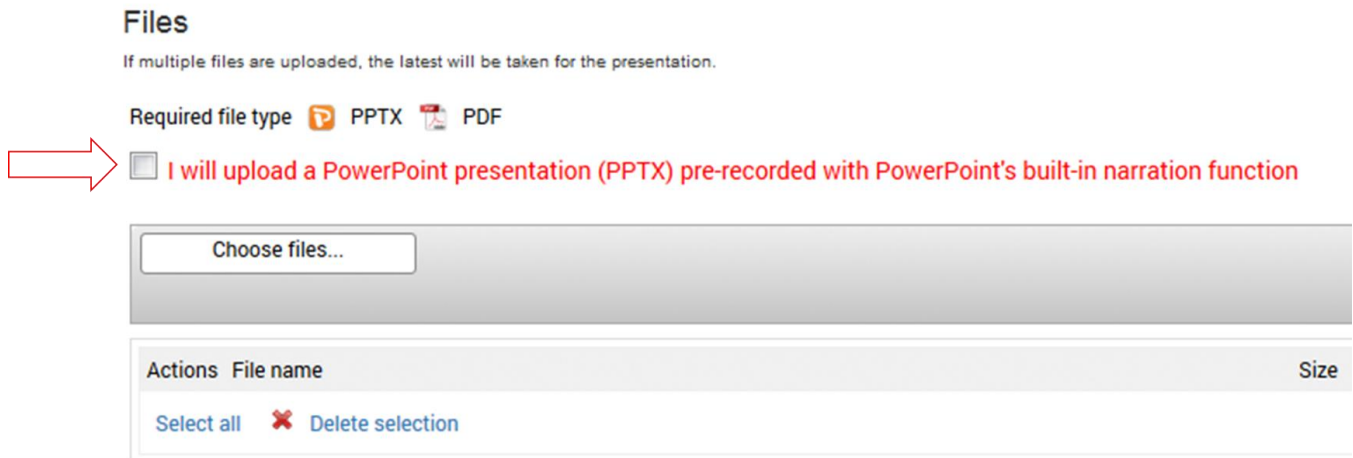 Files
If multiple files are uploaded, the latest will be taken for the presentation.
Required file type PPTX PDF
I will upload a PowerPoint presentation (PPTX) pre-recorded with PowerPoint's built-in narration function
Choose files...
Actions File name Size
Select all Delete selection